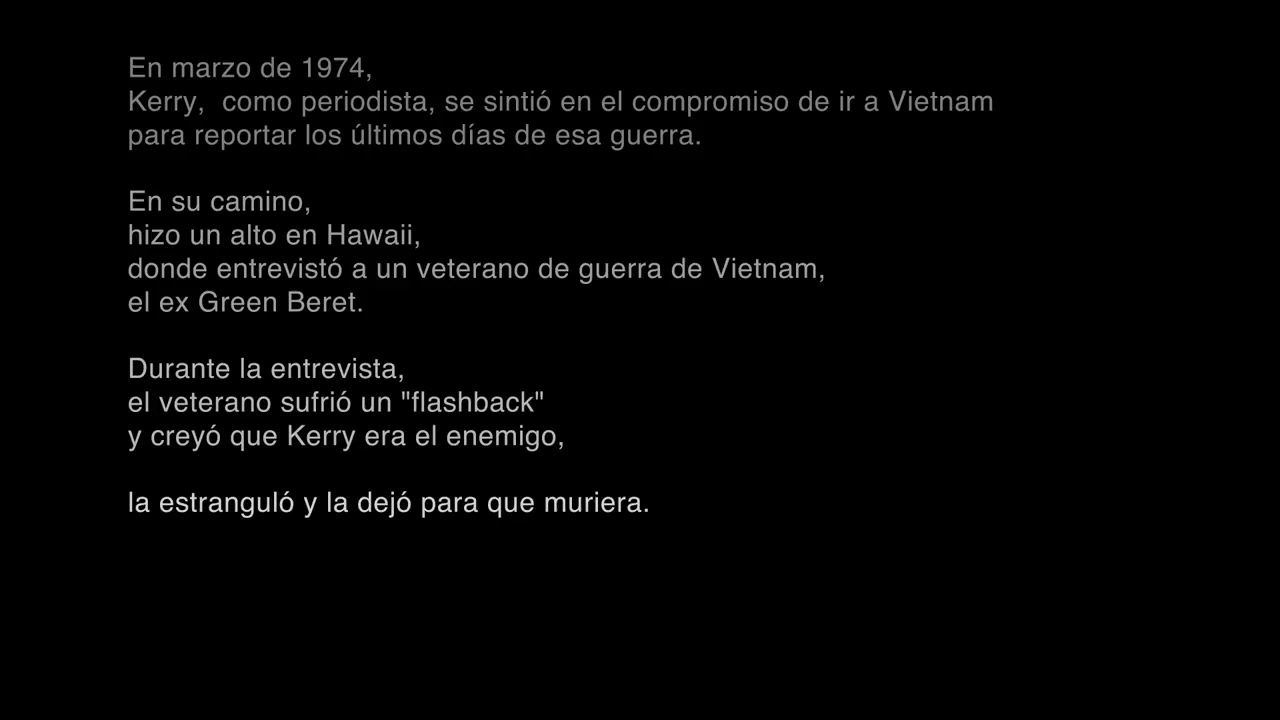 En marzo de 1974,
Kerry,  como periodista, se sintió en el compromiso de ir a Vietnam
para reportar los últimos días de esa guerra.
En su camino,
hizo un alto en Hawaii,
donde entrevistó a un veterano de guerra de Vietnam,
el ex Green Beret.
Durante la entrevista,
el veterano sufrió un "flashback"
y creyó que Kerry era el enemigo,
la estranguló y la dejó para que muriera.